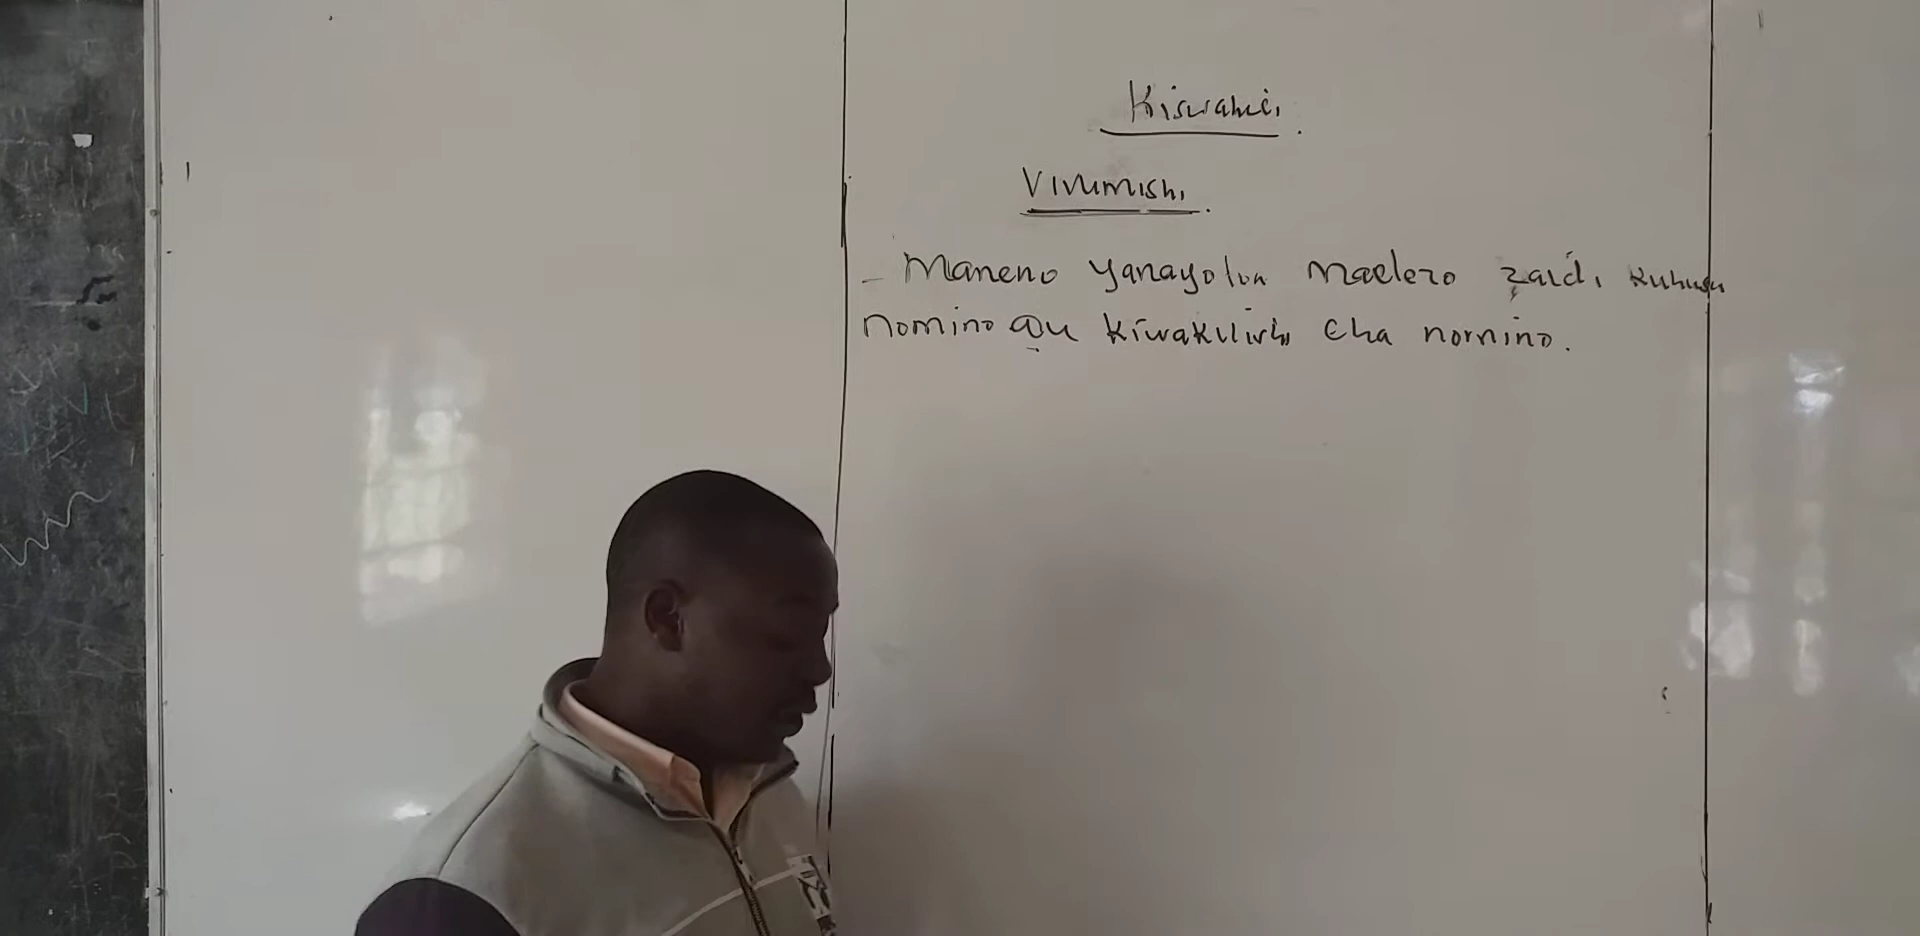 Kiswahili.
Vivumishi.
- Maneno yanayotoa maelezo zaidi kuhusu
nomino au kiwakilishi cha nomino.